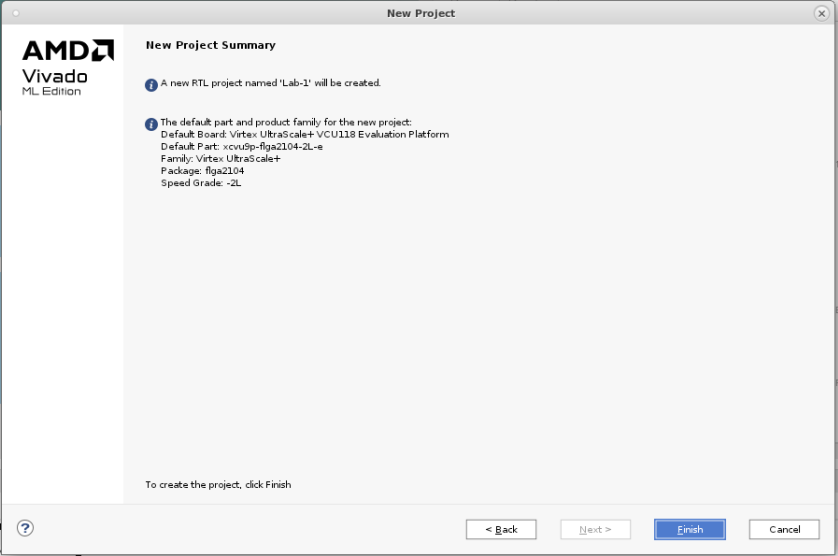 New Project
AMD
Vivado
ML Edition
New Project Summary
A new RTL project named 'Lab-1' will be created.
The default part and product family for the new project:
Default Board: Virtex UltraScale+ VCU118 Evaluation Platform
Default Part: xcvu9p-flga2104-2L-e
Family: Virtex UltraScale+
Package: flga2104
Speed Grade: -2L
To create the project, click Finish
?
< Back
Next >
Finish
Cancel